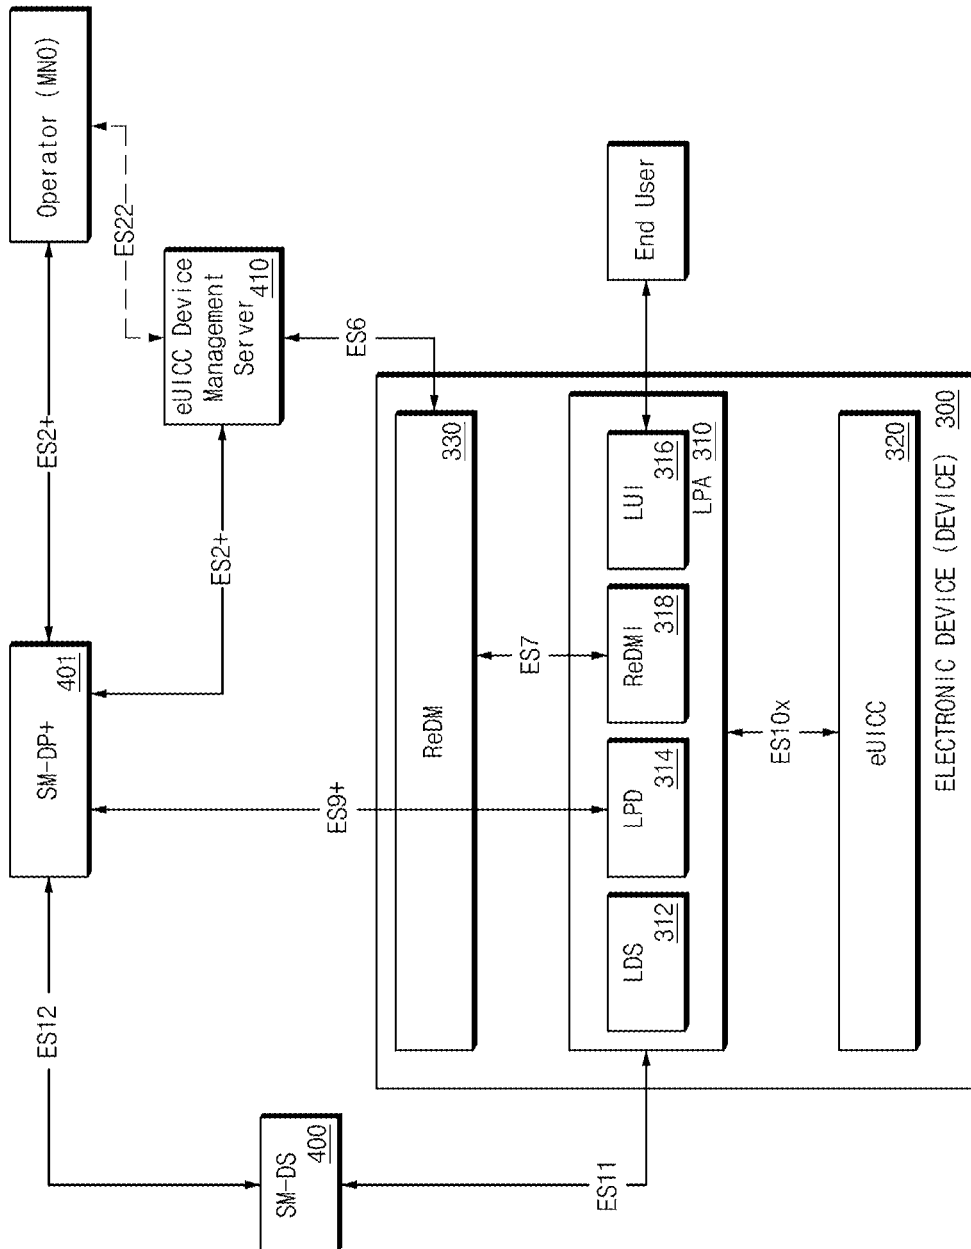 SM-DS
400
ES12
ES11
SM-DP+
401
ES2+
Operator (MNO)
ES22
eUICC Device
Management
Server
410
ES2+
ES6
ES9+
ReDM
330
ES7
LDS
312
LPD
314
ReDMI
318
LUI
316
LPA 310
End User
ES10x
eUICC
320
ELECTRONIC DEVICE (DEVICE) 300